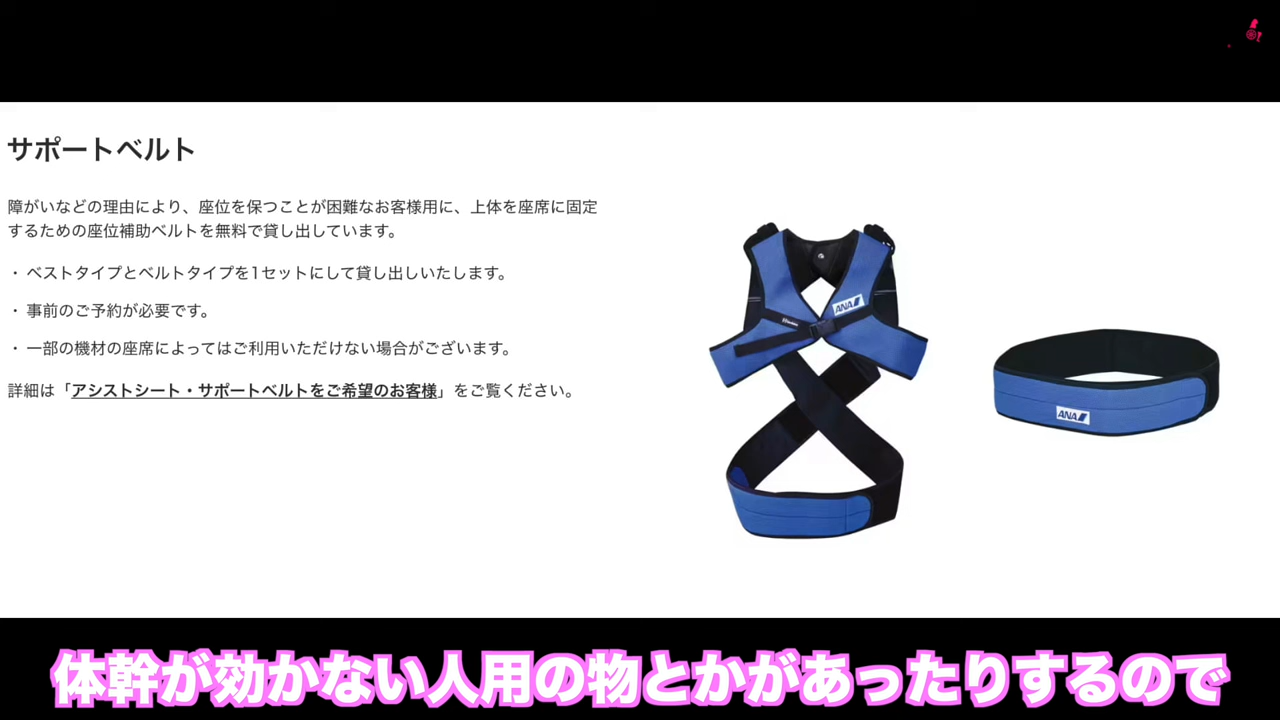 サポートベルト
障がいなどの理由により、座位を保つことが困難なお客様用に、上体を座席に固定
するための座位補助ベルトを無料で貸し出しています。
・ ベストタイプとベルトタイプを1セットにして貸し出しいたします。
・ 事前のご予約が必要です。
・ 一部の機材の座席によってはご利用いただけない場合がございます。
詳細は「アシストシート・サポートベルトをご希望のお客様」をご覧ください。
ANA
ANA
体幹が効かない人用の物とかがあったりするので